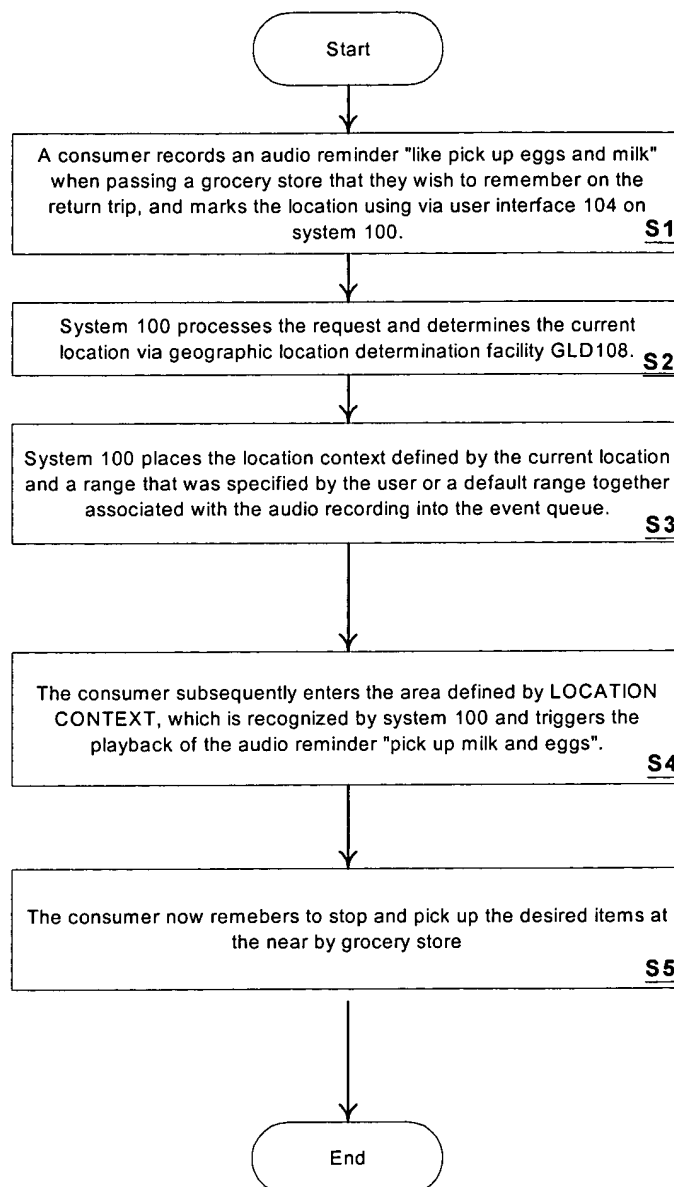 Start
A consumer records an audio reminder "like pick up eggs and milk"
when passing a grocery store that they wish to remember on the
return trip, and marks the location using via user interface 104 on
system 100.
S1
System 100 processes the request and determines the current
location via geographic location determination facility GLD108.
S2
System 100 places the location context defined by the current location
and a range that was specified by the user or a default range together
associated with the audio recording into the event queue.
S3
The consumer subsequently enters the area defined by LOCATION
CONTEXT, which is recognized by system 100 and triggers the
playback of the audio reminder "pick up milk and eggs".
S4
The consumer now remebers to stop and pick up the desired items at
the near by grocery store
S5
End